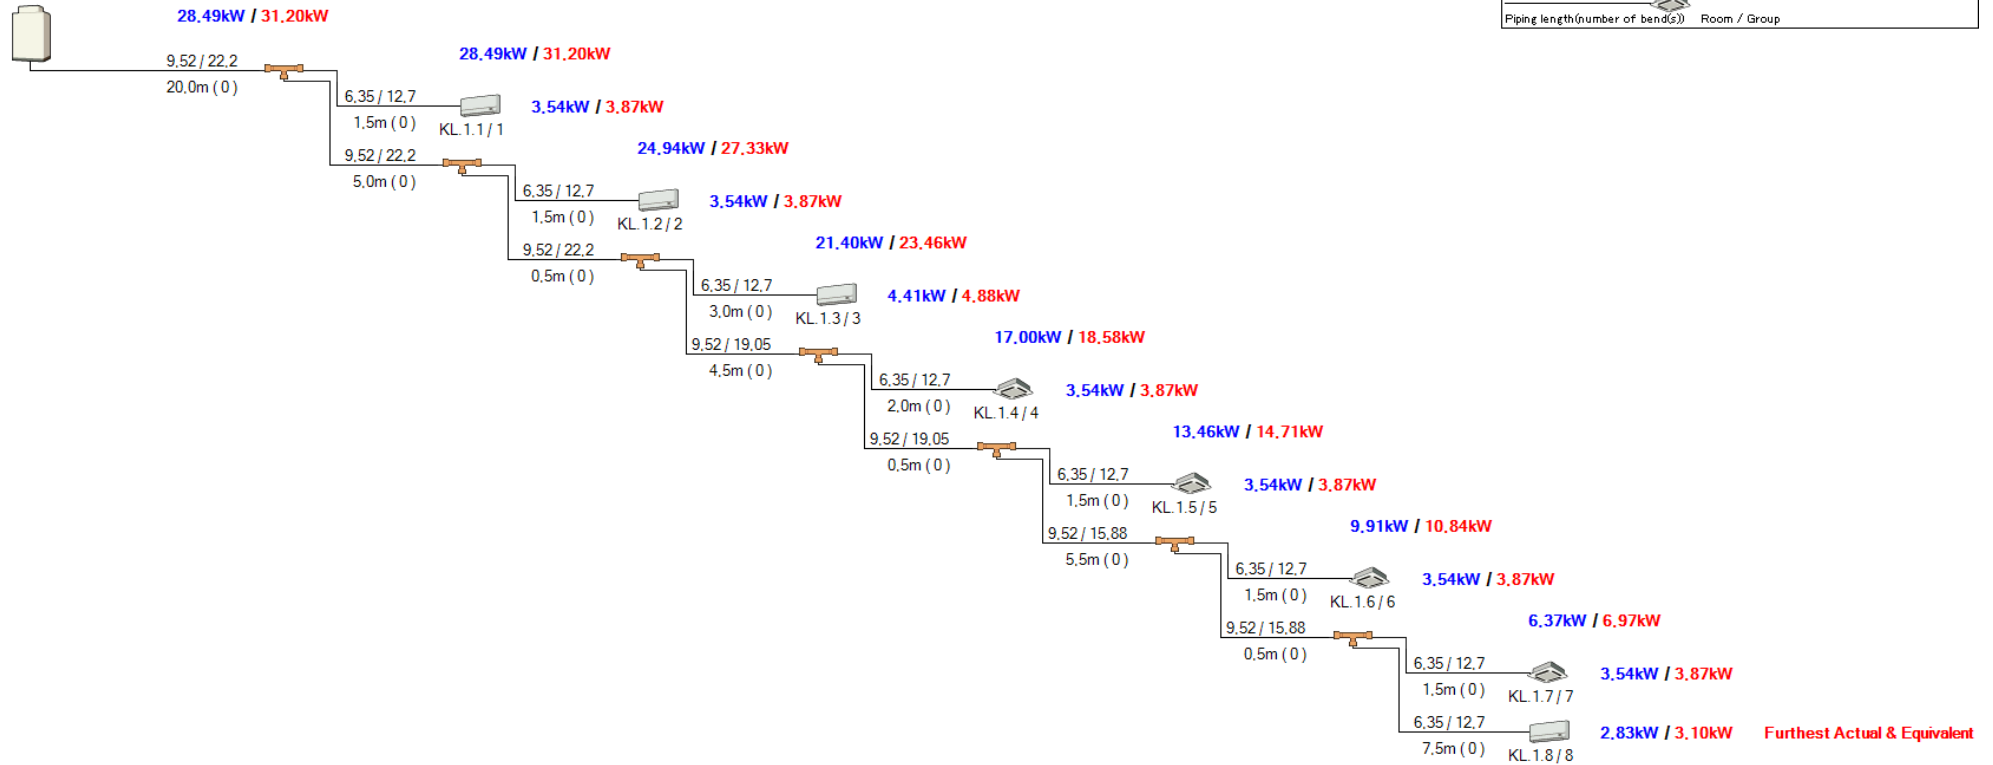 28.49kW / 31.20kW
Piping length(number of bend(s)) Room / Group
28.49kW / 31.20kW
9.52 / 22.2
20.0m ( 0 )
6.35 / 12.7
1.5m ( 0 )
KL.1.1 / 1
3.54kW / 3.87kW
24.94kW / 27.33kW
9.52 / 22.2
5.0m ( 0 )
6.35 / 12.7
1.5m ( 0 )
KL.1.2 / 2
3.54kW / 3.87kW
21.40kW / 23.46kW
9.52 / 22.2
0.5m ( 0 )
6.35 / 12.7
3.0m ( 0 )
KL.1.3 / 3
4.41kW / 4.88kW
17.00kW / 18.58kW
9.52 / 19.05
4.5m ( 0 )
6.35 / 12.7
2.0m ( 0 )
KL.1.4 / 4
3.54kW / 3.87kW
13.46kW / 14.71kW
9.52 / 19.05
0.5m ( 0 )
6.35 / 12.7
1.5m ( 0 )
KL.1.5 / 5
3.54kW / 3.87kW
9.91kW / 10.84kW
9.52 / 15.88
5.5m ( 0 )
6.35 / 12.7
1.5m ( 0 )
KL.1.6 / 6
3.54kW / 3.87kW
6.37kW / 6.97kW
9.52 / 15.88
0.5m ( 0 )
6.35 / 12.7
1.5m ( 0 )
KL.1.7 / 7
3.54kW / 3.87kW
6.35 / 12.7
7.5m ( 0 )
KL.1.8 / 8
2.83kW / 3.10kW Furthest Actual & Equivalent